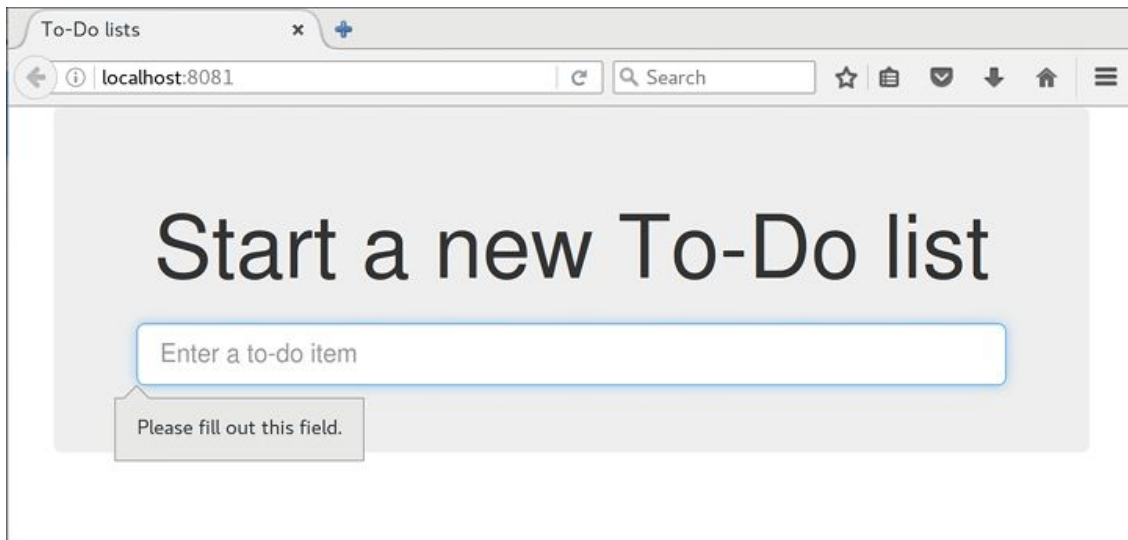 To-Do lists
localhost:8081
Search
Start a new To-Do list
Enter a to-do item
Please fill out this field.